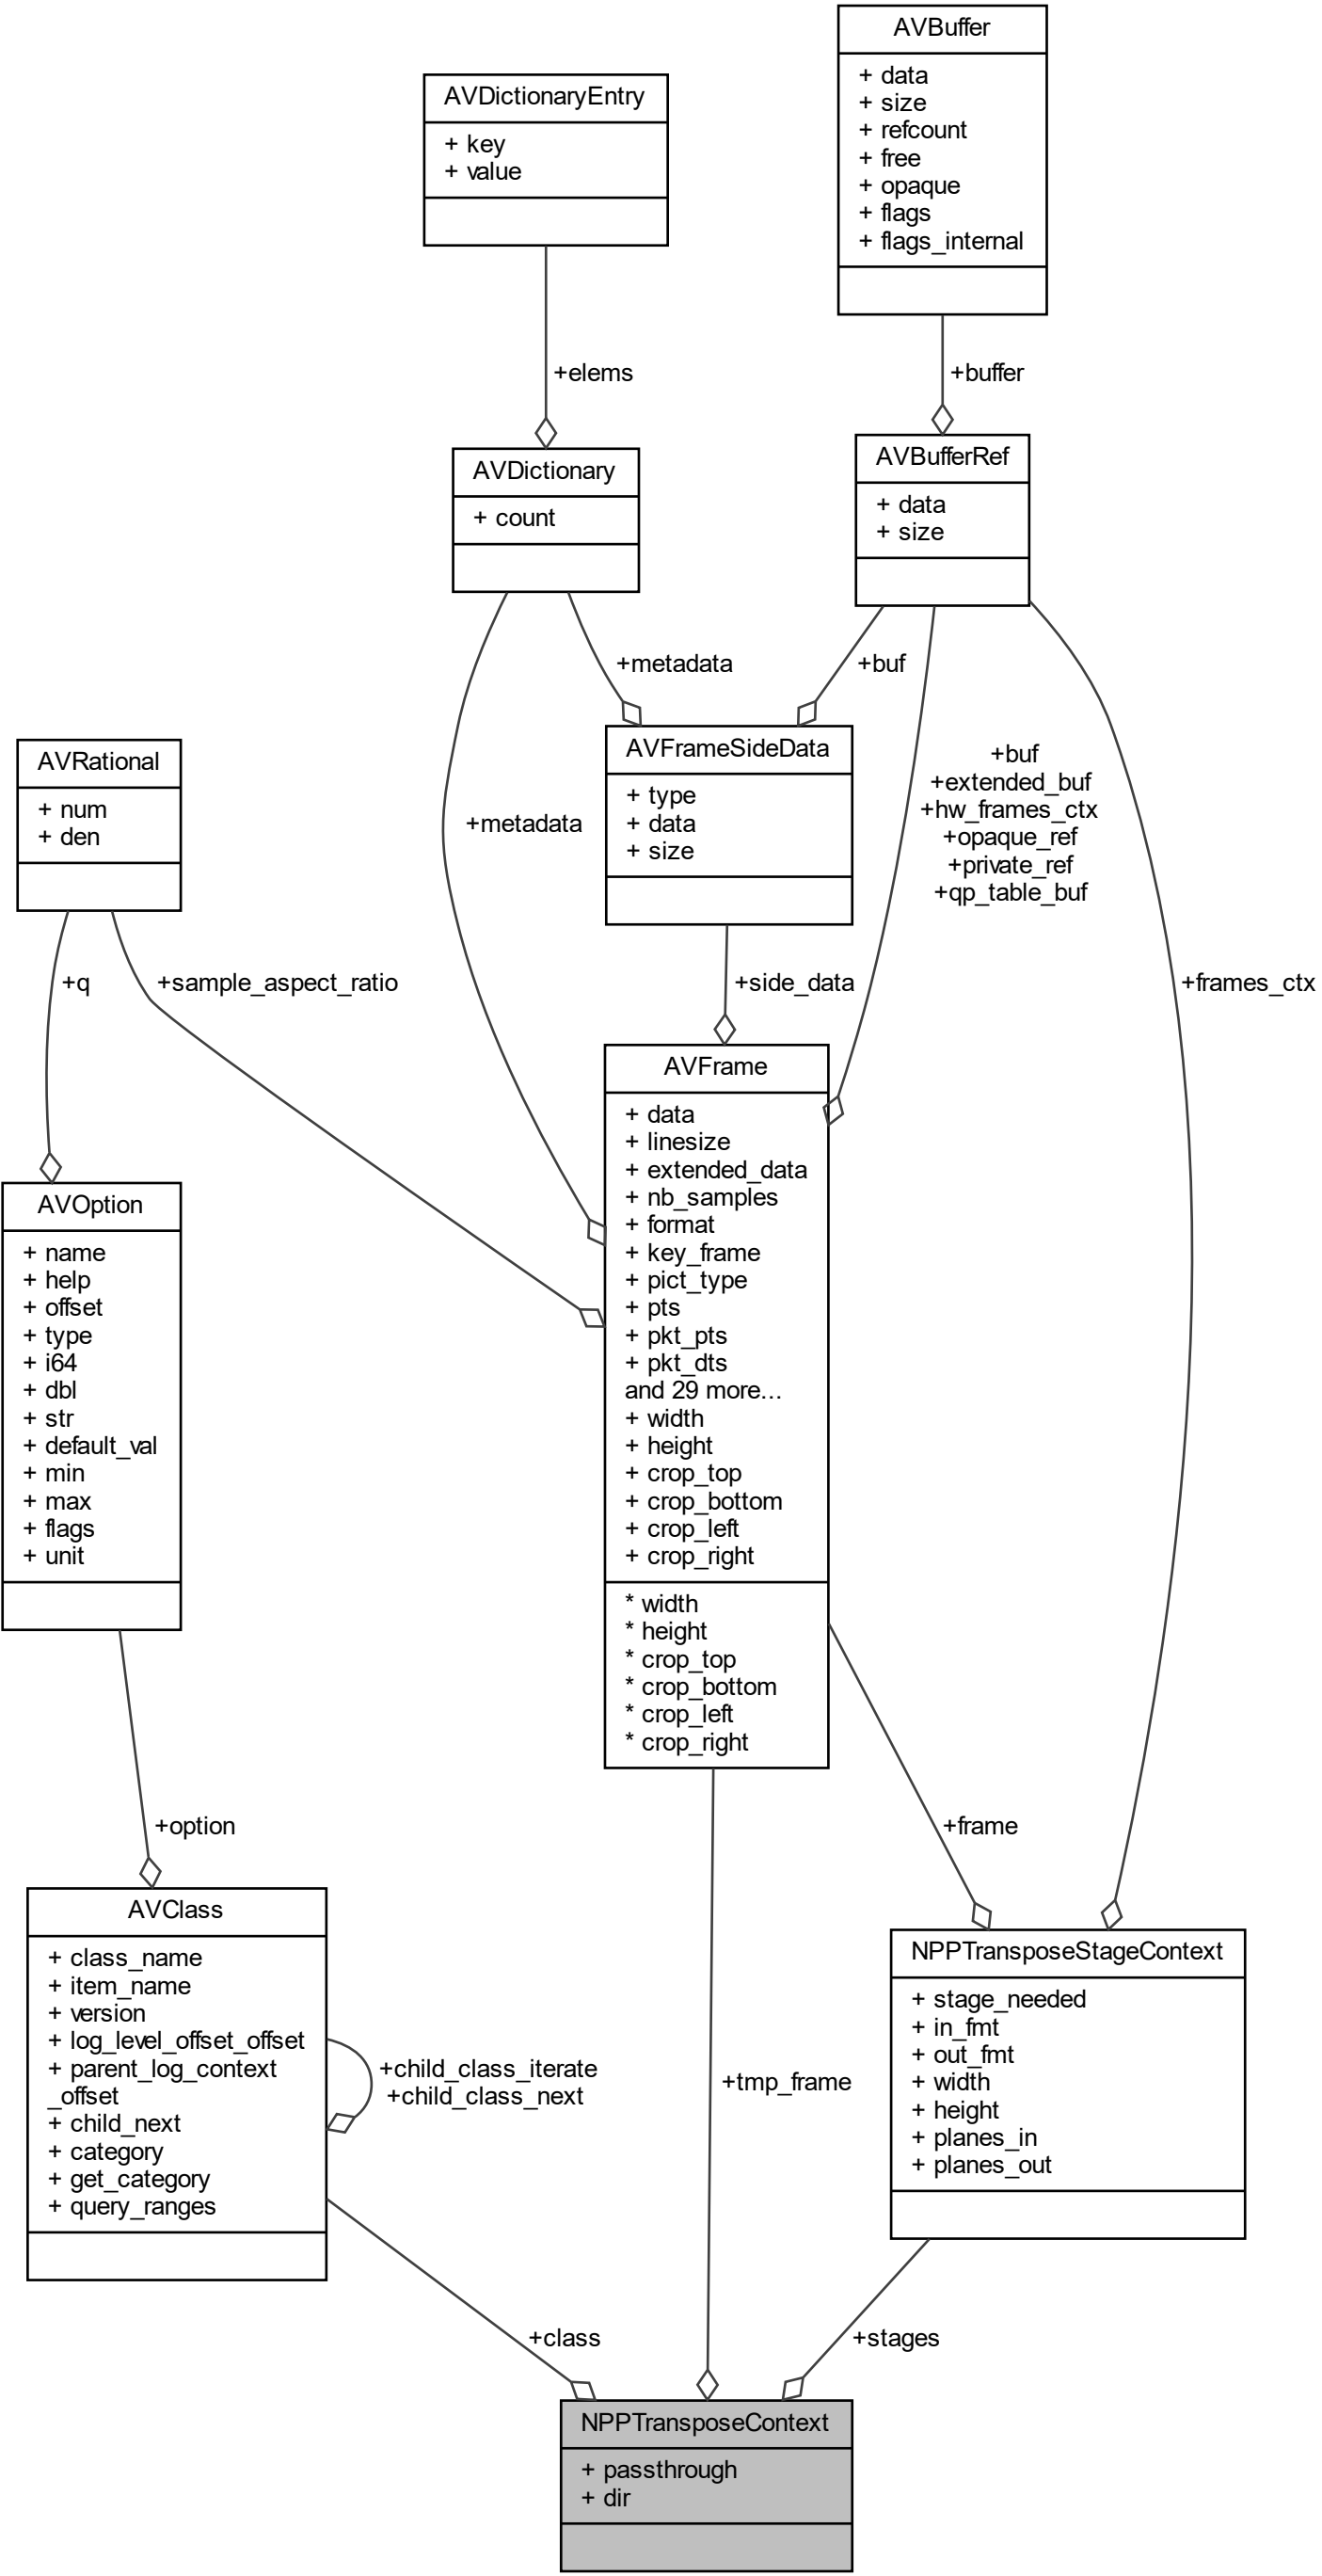 AVBuffer
+ data
+ size
+ refcount
+ free
+ opaque
+ flags
+ flags_internal
AVDictionaryEntry
+ key
+ value
+elems
+buffer
AVDictionary
+ count
AVBufferRef
+ data
+ size
+metadata
+buf
AVFrameSideData
+ type
+ data
+ size
+buf
+extended_buf
+hw_frames_ctx
+opaque_ref
+private_ref
+qp_table_buf
+metadata
AVRational
+ num
+ den
+q
+sample_aspect_ratio
+side_data
+frames_ctx
AVFrame
+ data
+ linesize
+ extended_data
+ nb_samples
+ format
+ key_frame
+ pict_type
+ pts
+ pkt_pts
+ pkt_dts
and 29 more...
+ width
+ height
+ crop_top
+ crop_bottom
+ crop_left
+ crop_right
* width
* height
* crop_top
* crop_bottom
* crop_left
* crop_right
AVOption
+ name
+ help
+ offset
+ type
+ i64
+ dbl
+ str
+ default_val
+ min
+ max
+ flags
+ unit
+option
+frame
AVClass
+ class_name
+ item_name
+ version
+ log_level_offset_offset
+ parent_log_context
_offset
+ child_next
+ category
+ get_category
+ query_ranges
+child_class_iterate
+child_class_next
+tmp_frame
NPPTransposeStageContext
+ stage_needed
+ in_fmt
+ out_fmt
+ width
+ height
+ planes_in
+ planes_out
+class
+stages
NPPTransposeContext
+ passthrough
+ dir